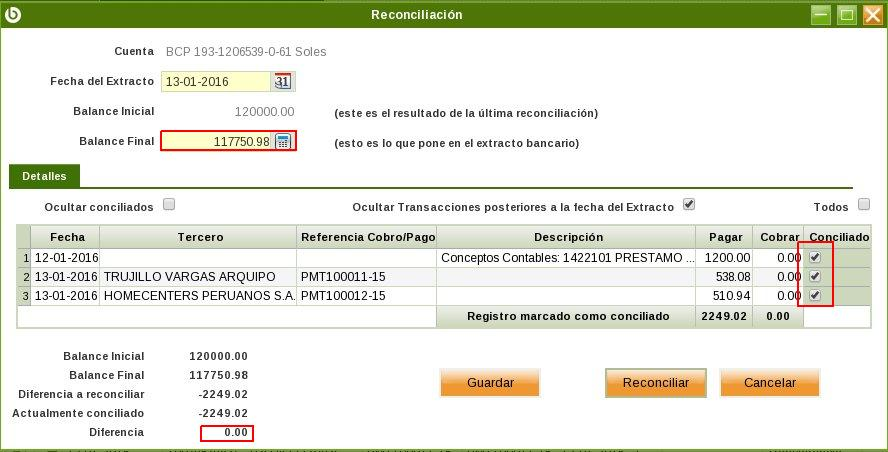 Reconciliación
Cuenta BCP 193-1206539-0-61 Soles
Fecha del Extracto 13-01-2016 31
Balance Inicial 120000.00 (este es el resultado de la última reconciliación)
Balance Final 117750.98 (esto es lo que pone en el extracto bancario)
Detalles
Ocultar conciliados Ocultar Transacciones posteriores a la fecha del Extracto Todos
Fecha Tercero Referencia Cobro/Pago Descripción Pagar Cobrar Conciliado
1 12-01-2016 Conceptos Contables: 1422101 PRESTAMO ... 1200.00 0.00
2 13-01-2016 TRUJILLO VARGAS ARQUIPO PMT100011-15 538.08 0.00
3 13-01-2016 HOMECENTERS PERUANOS S.A. PMT100012-15 510.94 0.00
Registro marcado como conciliado 2249.02 0.00
Balance Inicial 120000.00
Balance Final 117750.98
Diferencia a reconciliar -2249.02
Actualmente conciliado -2249.02
Diferencia 0.00
Guardar Reconciliar Cancelar